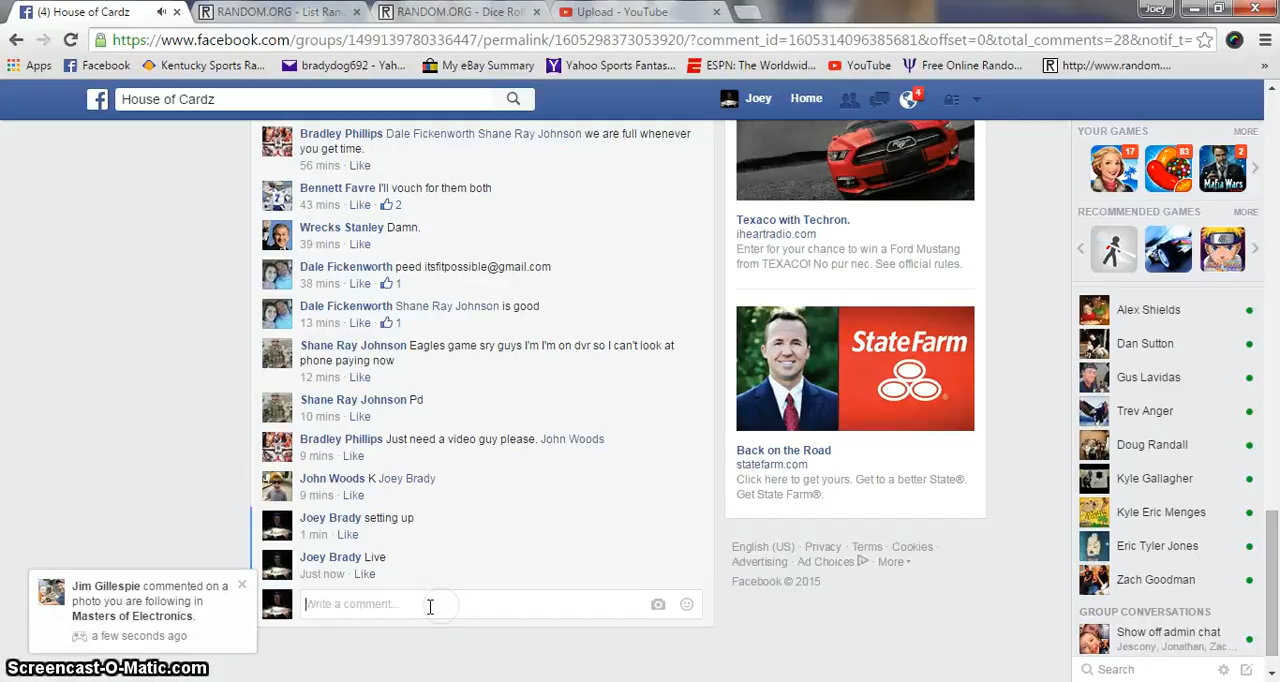 Joey
(4) House of Cardz
RANDOM.ORG - List Ran
RANDOM.ORG - Dice Roll
Upload - YouTube
https://www.facebook.com/groups/1499139780336447/permalink/1605298373053920/?comment_id=1605314096385681&offset=0&total_comments=28&notif_t=
Apps
Facebook
Kentucky Sports Ra...
bradydog692 - Yah...
My eBay Summary
Yahoo Sports Fantas...
ESPN: The Worldwid...
YouTube
Free Online Rando...
http://www.random....
»
House of Cardz
Joey
Home
4
Bradley Phillips Dale Fickenworth Shane Ray Johnson we are full whenever
you get time.
56 mins · Like
Bennett Favre I'll vouch for them both
43 mins · Like · 2
Wrecks Stanley Damn.
39 mins · Like
Dale Fickenworth peed itsfitpossible@gmail.com
38 mins · Like · 1
Dale Fickenworth Shane Ray Johnson is good
13 mins · Like · 1
Shane Ray Johnson Eagles game sry guys I'm I'm on dvr so I can't look at
phone paying now
12 mins · Like
Shane Ray Johnson Pd
10 mins · Like
Bradley Phillips Just need a video guy please. John Woods
9 mins · Like
John Woods K Joey Brady
9 mins · Like
Joey Brady setting up
1 min · Like
Joey Brady Live
Just now · Like
Write a comment...
Jim Gillespie commented on a
photo you are following in
Masters of Electronics.
a few seconds ago
Texaco with Techron.
iheartradio.com
Enter for your chance to win a Ford Mustang
from TEXACO! No pur nec. See official rules.
StateFarm
Back on the Road
statefarm.com
Click here to get yours. Get to a better State®.
Get State Farm®.
English (US) · Privacy · Terms · Cookies ·
Advertising · Ad Choices · More
Facebook © 2015
YOUR GAMES
MORE
17
83
2
Mafia Wars
RECOMMENDED GAMES
MORE
Alex Shields
Dan Sutton
Gus Lavidas
Trev Anger
Doug Randall
Kyle Gallagher
Kyle Eric Menges
Eric Tyler Jones
Zach Goodman
GROUP CONVERSATIONS
Show off admin chat
Jescony, Jonathan, Zac...
Search
Screencast-O-Matic.com